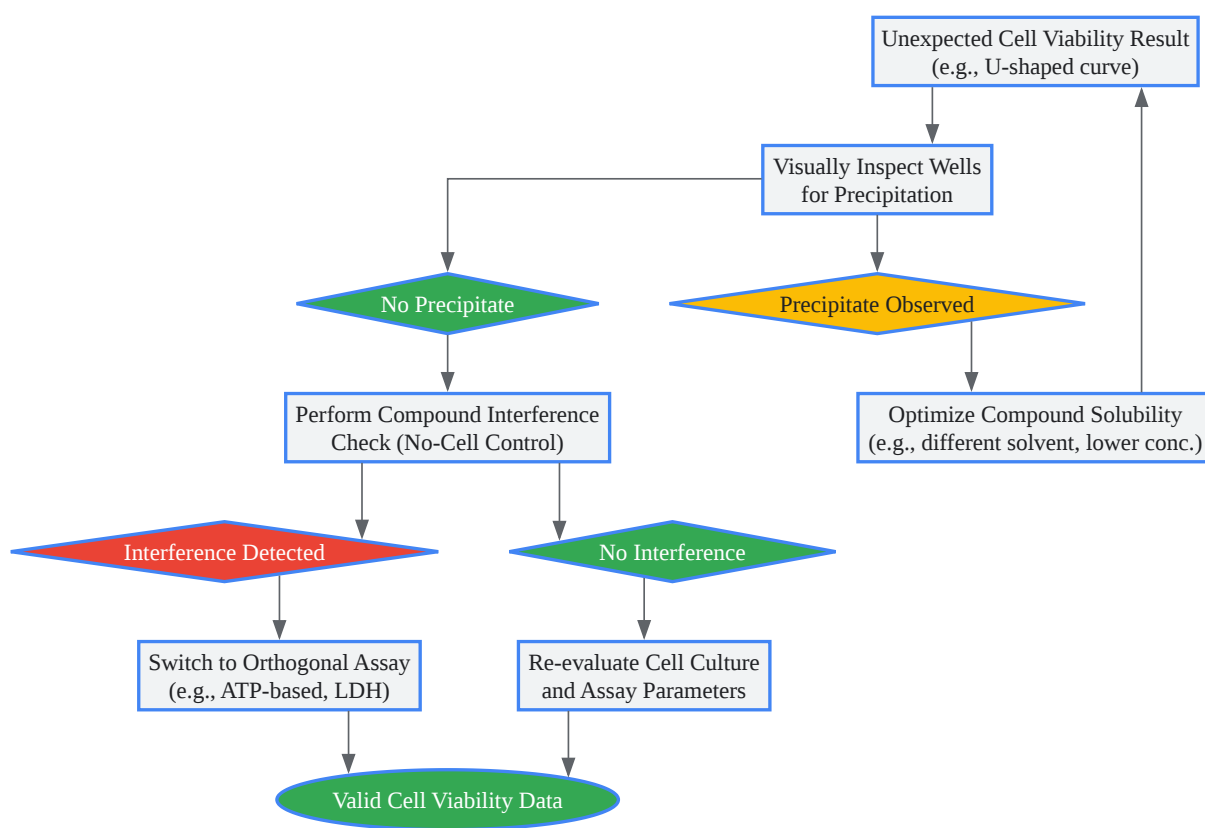 Unexpected Cell Viability Result
(e.g., U-shaped curve)
Visually Inspect Wells
for Precipitation
No Precipitate
Precipitate Observed
Perform Compound Interference
Check (No-Cell Control)
Optimize Compound Solubility
(e.g., different solvent, lower conc.)
Interference Detected
No Interference
Switch to Orthogonal Assay
(e.g., ATP-based, LDH)
Re-evaluate Cell Culture
and Assay Parameters
Valid Cell Viability Data